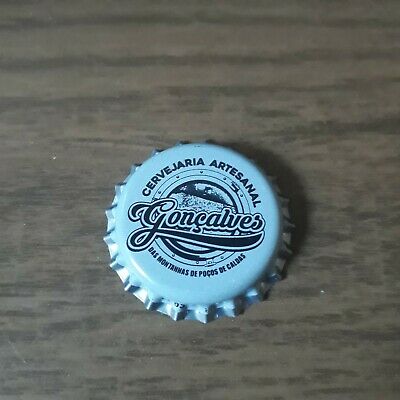 CERVEJARIA ARTESANAL
Gonçalves
DAS MONTANHAS DE POÇOS DE CALDAS